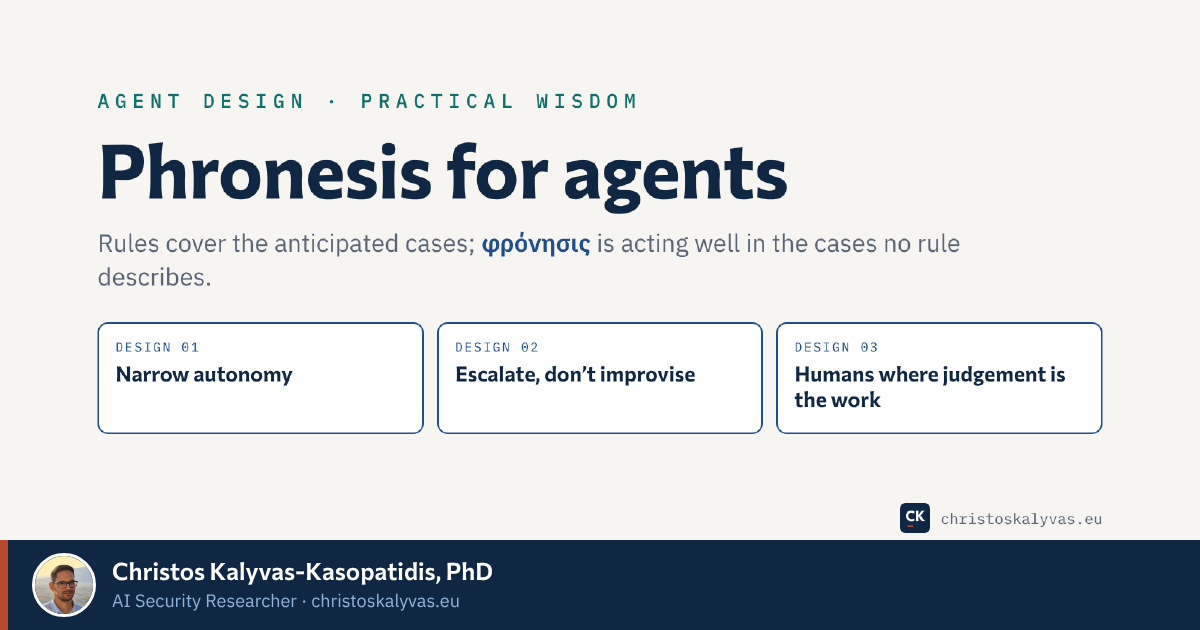 AGENT DESIGN · PRACTICAL WISDOM
Phronesis for agents
Rules cover the anticipated cases; φρόνησις is acting well in the cases no rule
describes.
DESIGN 01
Narrow autonomy
DESIGN 02
Escalate, don’t improvise
DESIGN 03
Humans where judgement is
the work
CK
christoskalyvas.eu
Christos Kalyvas-Kasopatidis, PhD
AI Security Researcher · christoskalyvas.eu